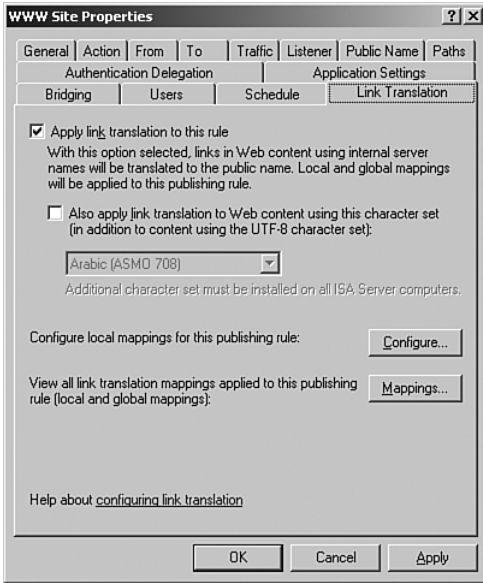 WWW Site Properties
General Action From To Traffic Listener Public Name Paths
Authentication Delegation Application Settings
Bridging Users Schedule Link Translation
Apply link translation to this rule
With this option selected, links in Web content using internal server
names will be translated to the public name. Local and global mappings
will be applied to this publishing rule.
Also apply link translation to Web content using this character set
(in addition to content using the UTF-8 character set):
Arabic (ASMO 708)
Additional character set must be installed on all ISA Server computers.
Configure local mappings for this publishing rule:
Configure...
View all link translation mappings applied to this publishing
rule (local and global mappings):
Mappings...
Help about configuring link translation
OK Cancel Apply